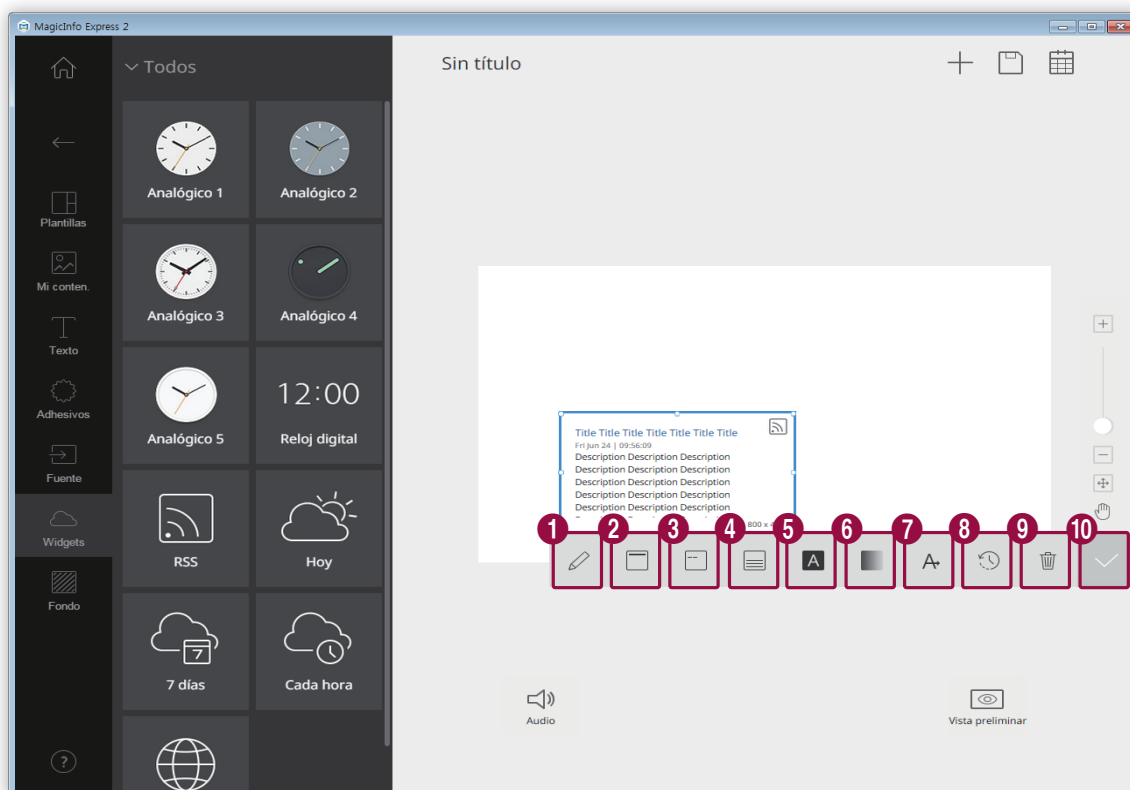 MagicInfo Express 2
Todos
Sin título
Analógico 1
Analógico 2
Plantillas
Mi conten.
Analógico 3
Analógico 4
Texto
12:00
Adhesivos
Analógico 5
Reloj digital
Fuente
Title Title Title Title Title Title Title
Fri Jun 24 | 09:56:09
Description Description Description
Description Description Description
Description Description Description
Description Description Description
Description Description Description
800 x
1 2 3 4 5 6 7 8 9 10
A
A
Widgets
RSS
Hoy
Fondo
7
7 días
Cada hora
Audio
Vista preliminar
?